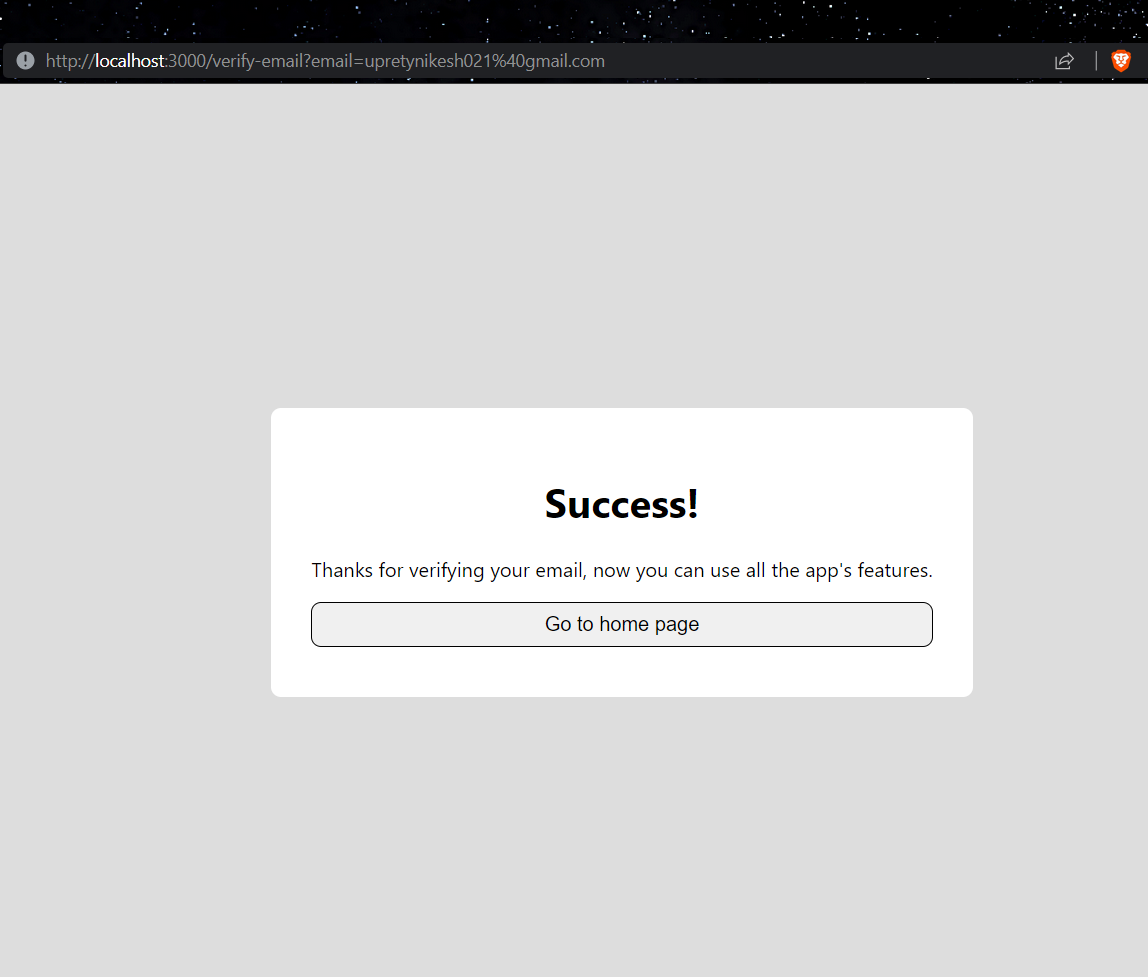 http://localhost:3000/verify-email?email=upretynikesh021%40gmail.com
Success!
Thanks for verifying your email, now you can use all the app's features.
Go to home page